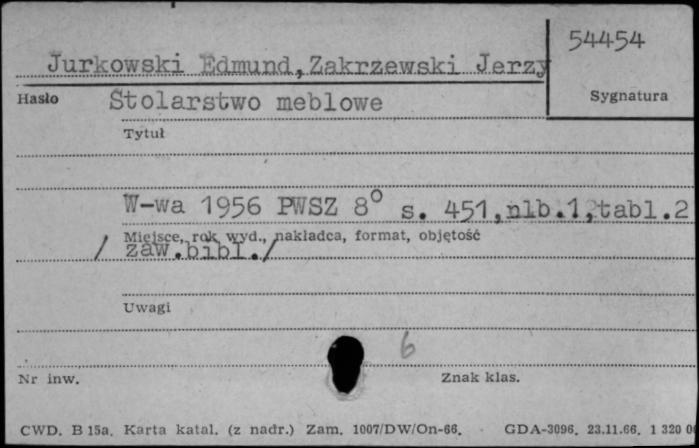 54454
Jurkowski Edmund, Zakrzewski Jerzy
Hasło Stolarstwo meblowe Sygnatura
Tytuł
W-wa 1956 PWSZ 8° s. 451, nlb.1, tabl.2
Miejsce, rok wyd., nakładca, format, objętość
/zaw.bibl./
Uwagi
6
Nr inw. Znak klas.
CWD. B 15a. Karta katal. (z nadr.) Zam. 1007/DW/On-66. GDA-3096. 23.11.66. 1 320 0